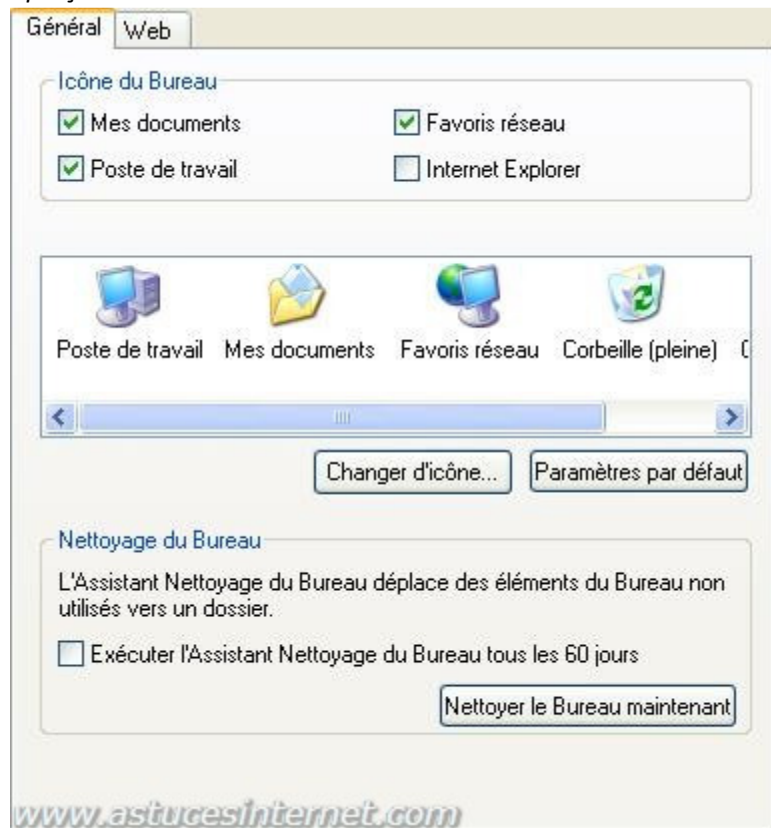 Général Web
Icône du Bureau
Mes documents Favoris réseau
Poste de travail Internet Explorer
Poste de travail Mes documents Favoris réseau Corbeille (pleine)
Changer d'icône... Paramètres par défaut
Nettoyage du Bureau
L'Assistant Nettoyage du Bureau déplace des éléments du Bureau non
utilisés vers un dossier.
Exécuter l'Assistant Nettoyage du Bureau tous les 60 jours
Nettoyer le Bureau maintenant
www.astucesinternet.com